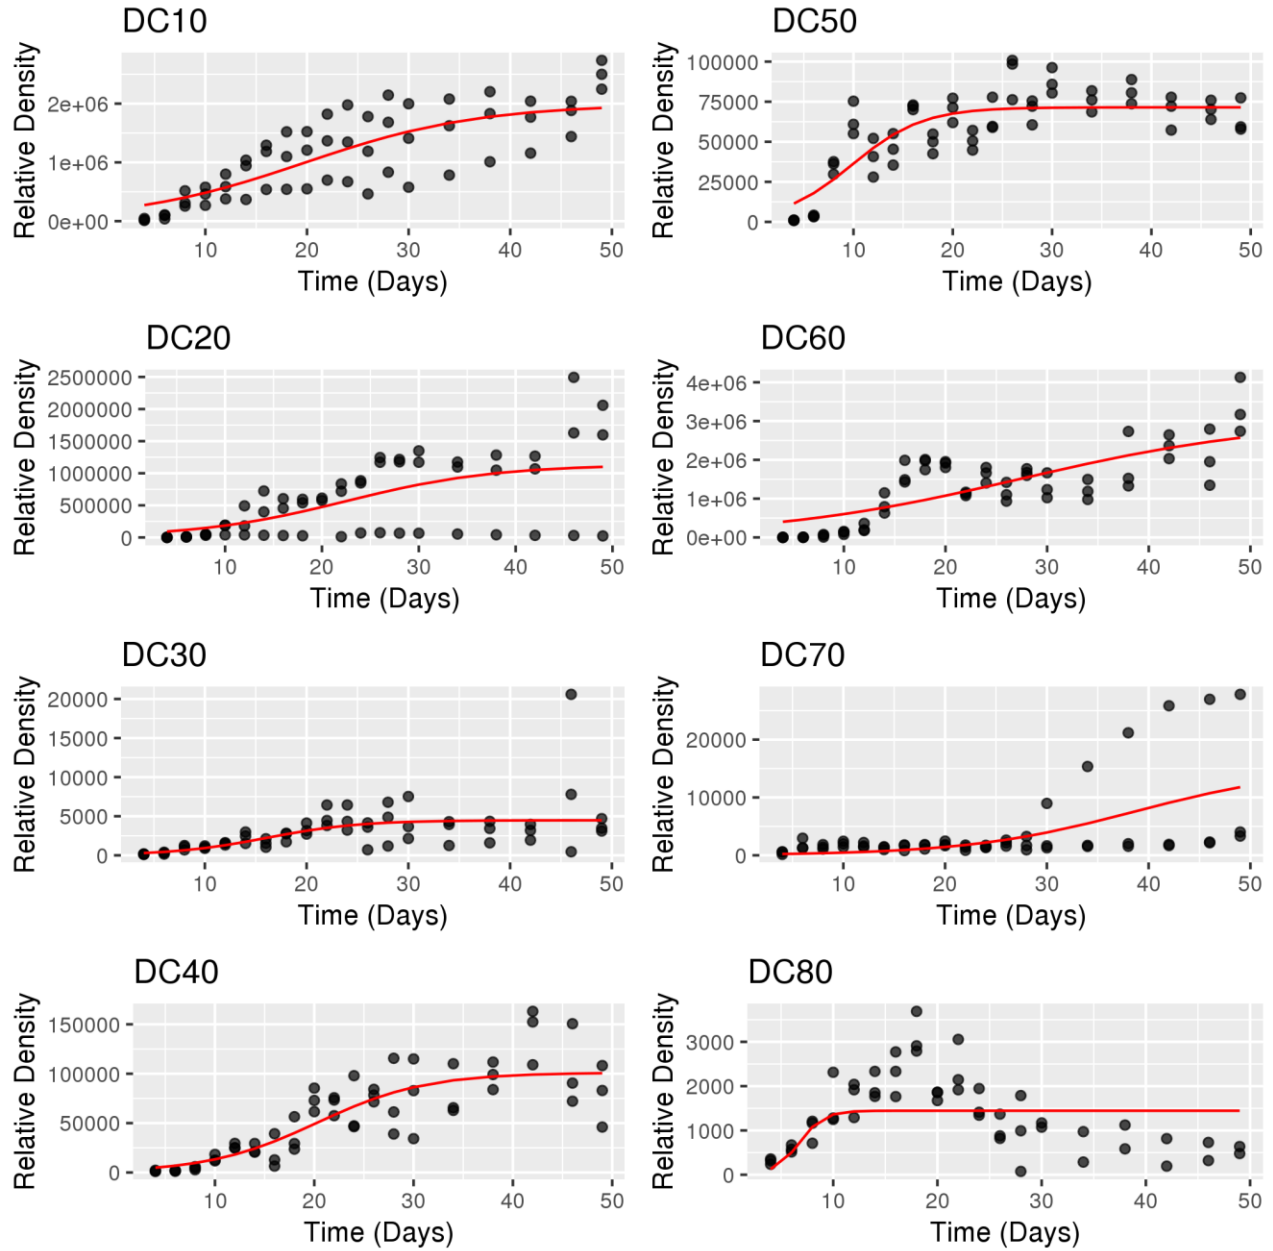 DC10
Relative Density
2e+06
1e+06
0e+00
10 20 30 40 50
Time (Days)
DC50
Relative Density
100000
75000
50000
25000
0
10 20 30 40 50
Time (Days)
DC20
Relative Density
2500000
2000000
1500000
1000000
500000
0
10 20 30 40 50
Time (Days)
DC60
Relative Density
4e+06
3e+06
2e+06
1e+06
0e+00
10 20 30 40 50
Time (Days)
DC30
Relative Density
20000
15000
10000
5000
0
10 20 30 40 50
Time (Days)
DC70
Relative Density
20000
10000
0
10 20 30 40 50
Time (Days)
DC40
Relative Density
150000
100000
50000
0
10 20 30 40 50
Time (Days)
DC80
Relative Density
3000
2000
1000
0
10 20 30 40 50
Time (Days)